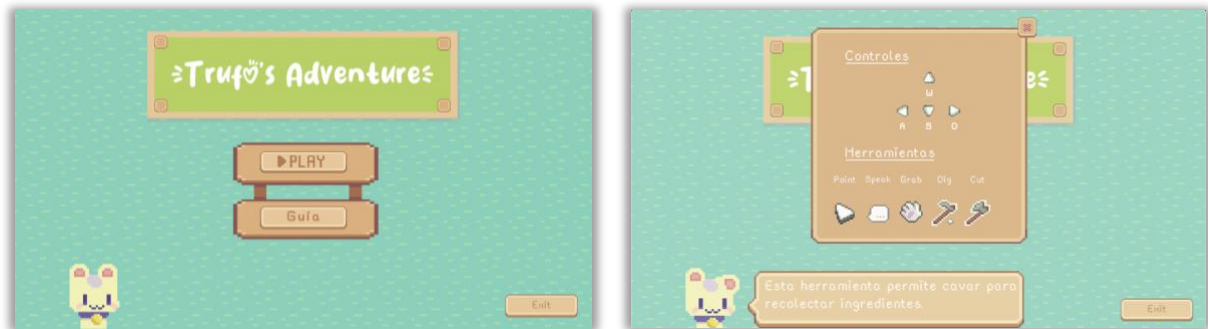 Trufo's Adventure
PLAY
Guía
Exit
Controles
W
A S D
Herramientas
Point Speak Grab Dig Cut
Esta herramienta permite cavar para
recolectar ingredientes.
Exit